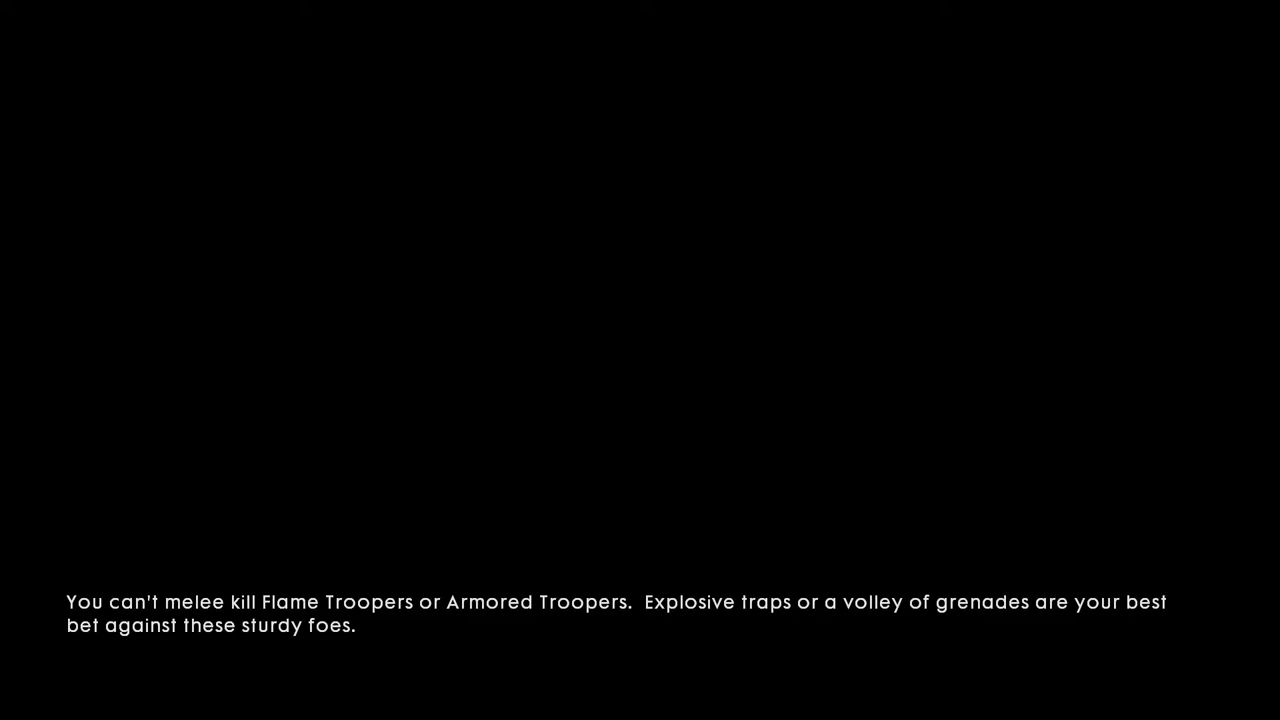 You can't melee kill Flame Troopers or Armored Troopers.  Explosive traps or a volley of grenades are your best
bet against these sturdy foes.